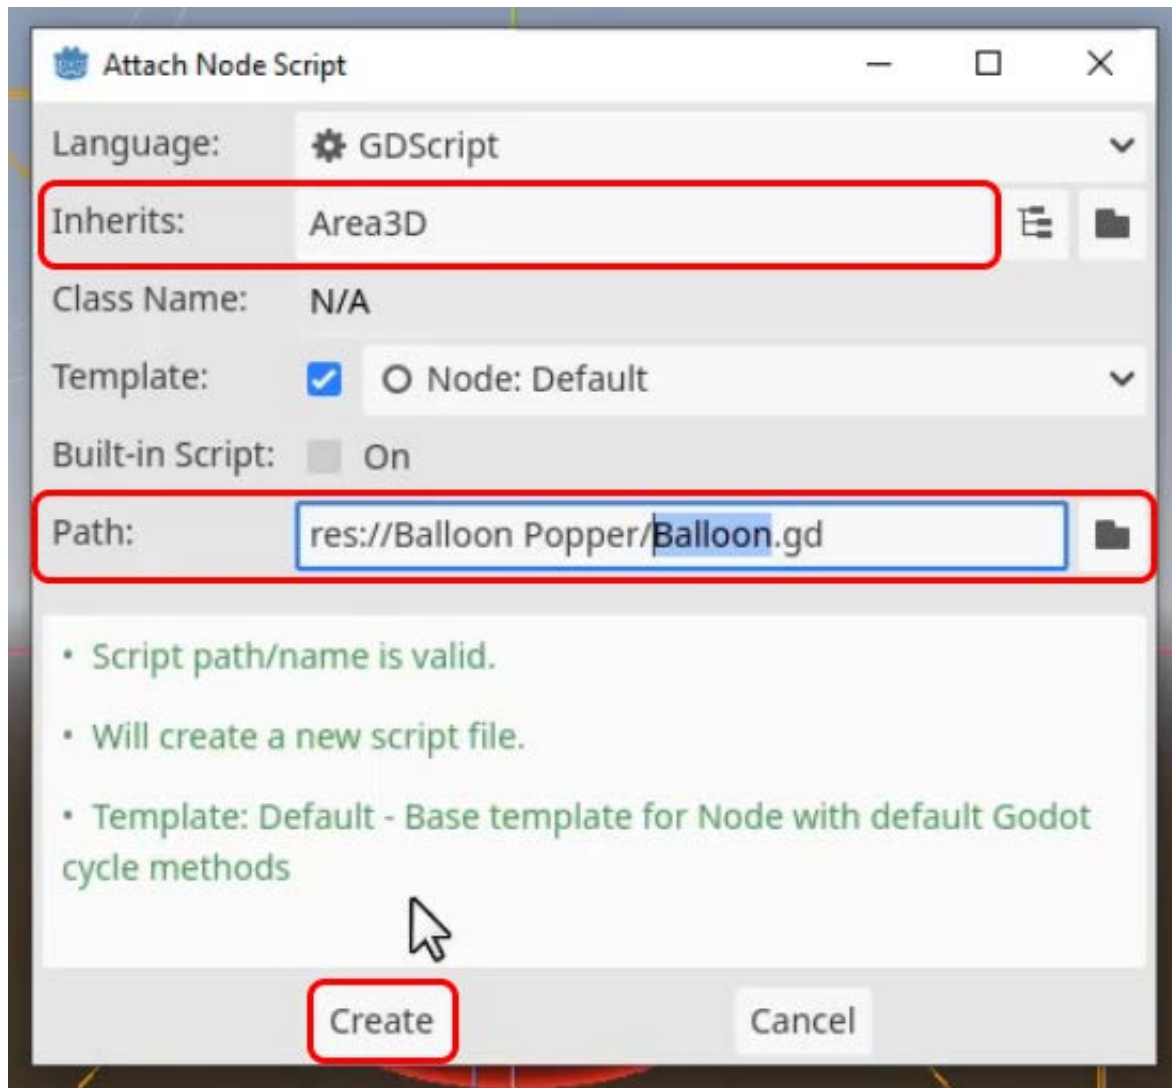 Attach Node Script
Language: GDScript
Inherits: Area3D
Class Name: N/A
Template: Node: Default
Built-in Script: On
Path: res://Balloon Popper/Balloon.gd
• Script path/name is valid.
• Will create a new script file.
• Template: Default - Base template for Node with default Godot
cycle methods
Create Cancel